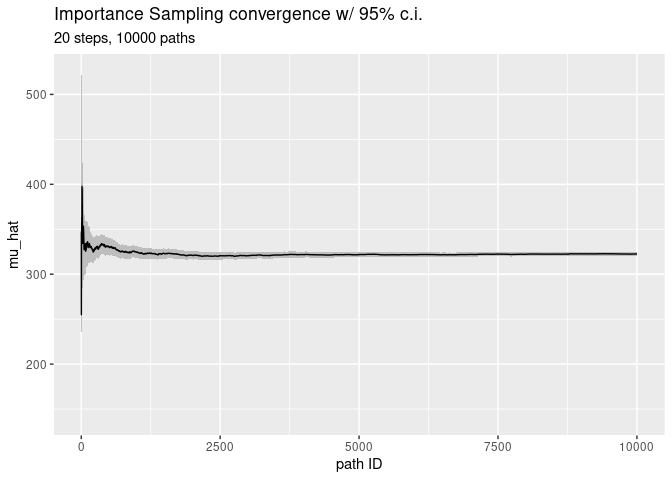 Importance Sampling convergence w/ 95% c.i.
20 steps, 10000 paths
500
400
300
200
mu_hat
0 2500 5000 7500 10000
path ID